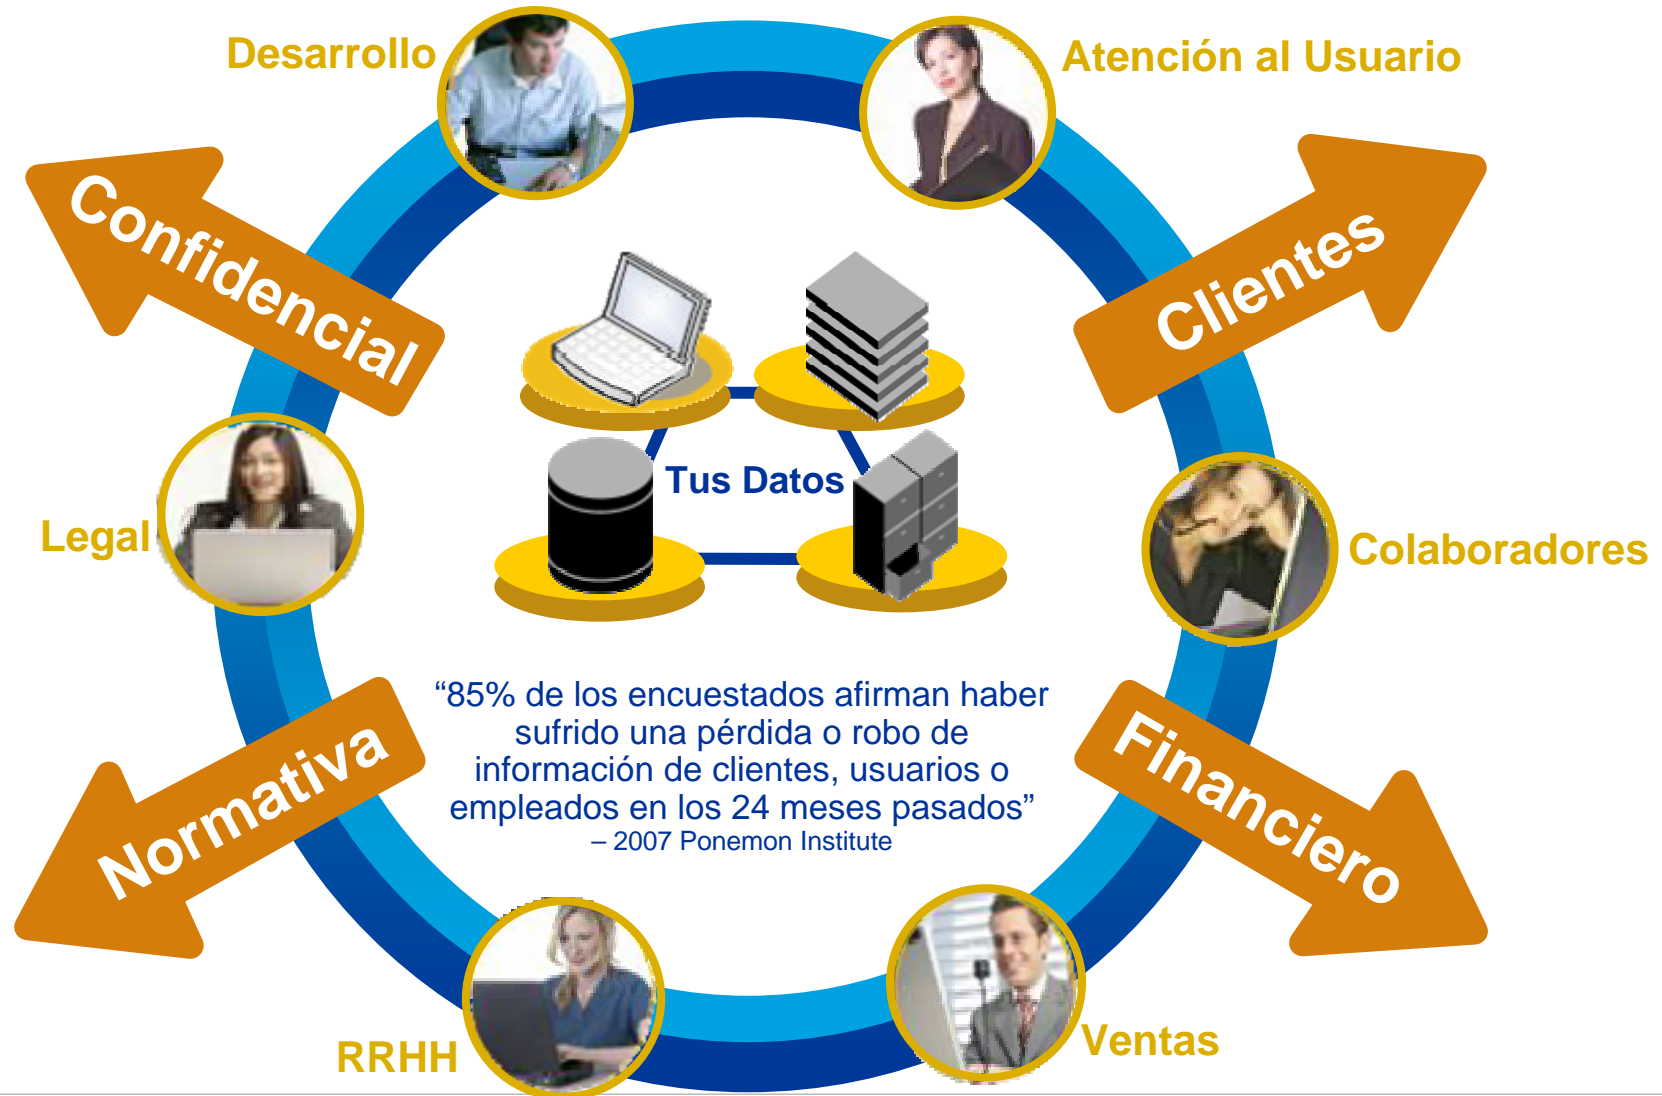 Desarrollo
Atención al Usuario
Confidencial
Clientes
Tus Datos
Legal
Colaboradores
“85% de los encuestados afirman haber
sufrido una pérdida o robo de
información de clientes, usuarios o
empleados en los 24 meses pasados”
– 2007 Ponemon Institute
Normativa
Financiero
RRHH
Ventas